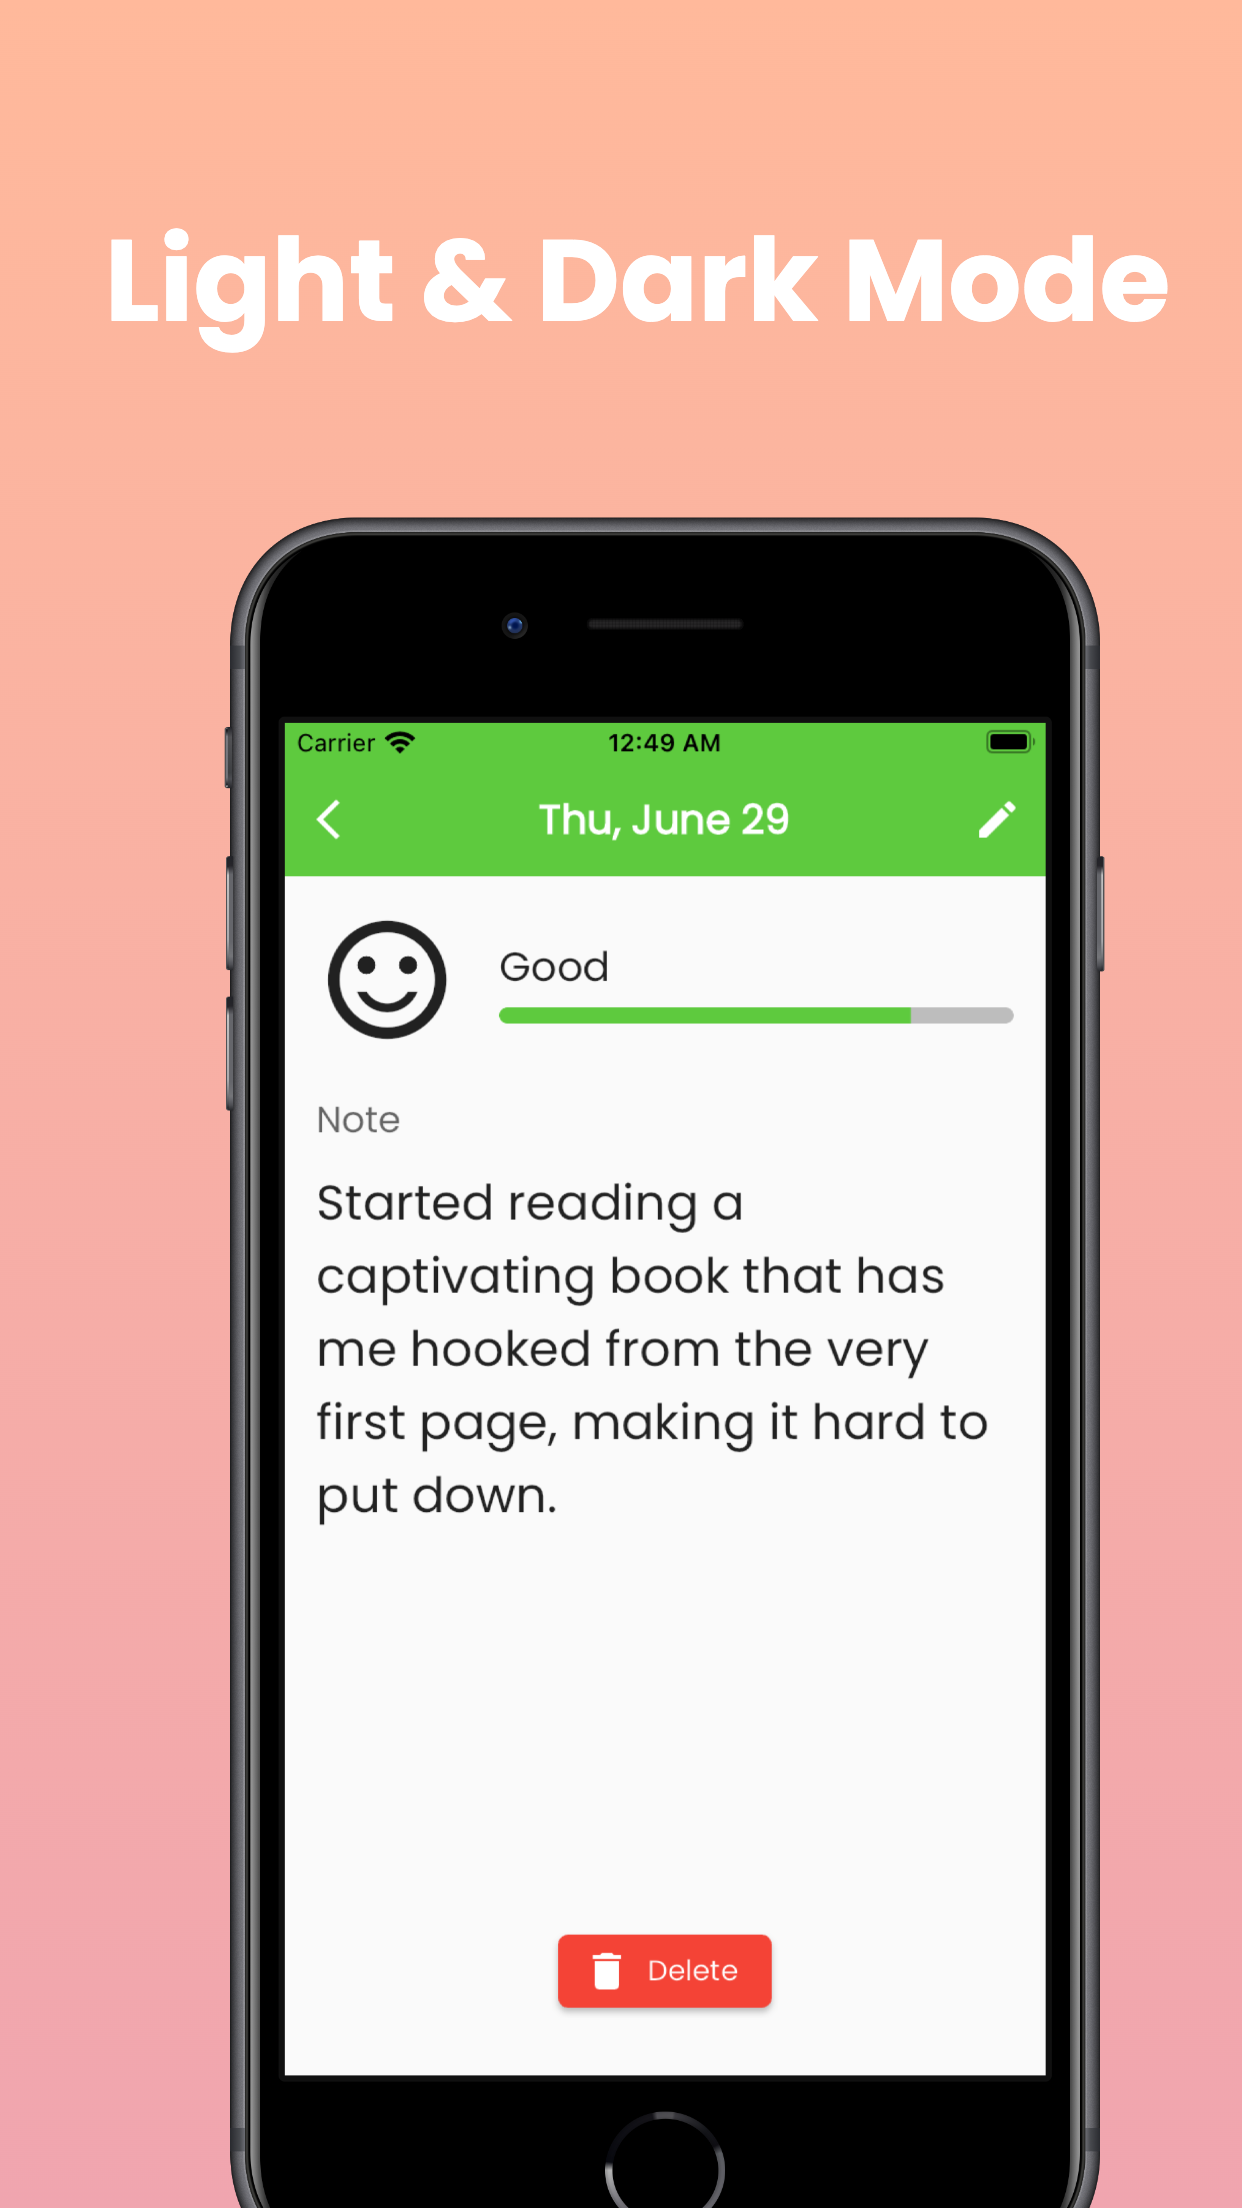 Light & Dark Mode
Carrier
12:49 AM
Thu, June 29
Good
Note
Started reading a
captivating book that has
me hooked from the very
first page, making it hard to
put down.
Delete